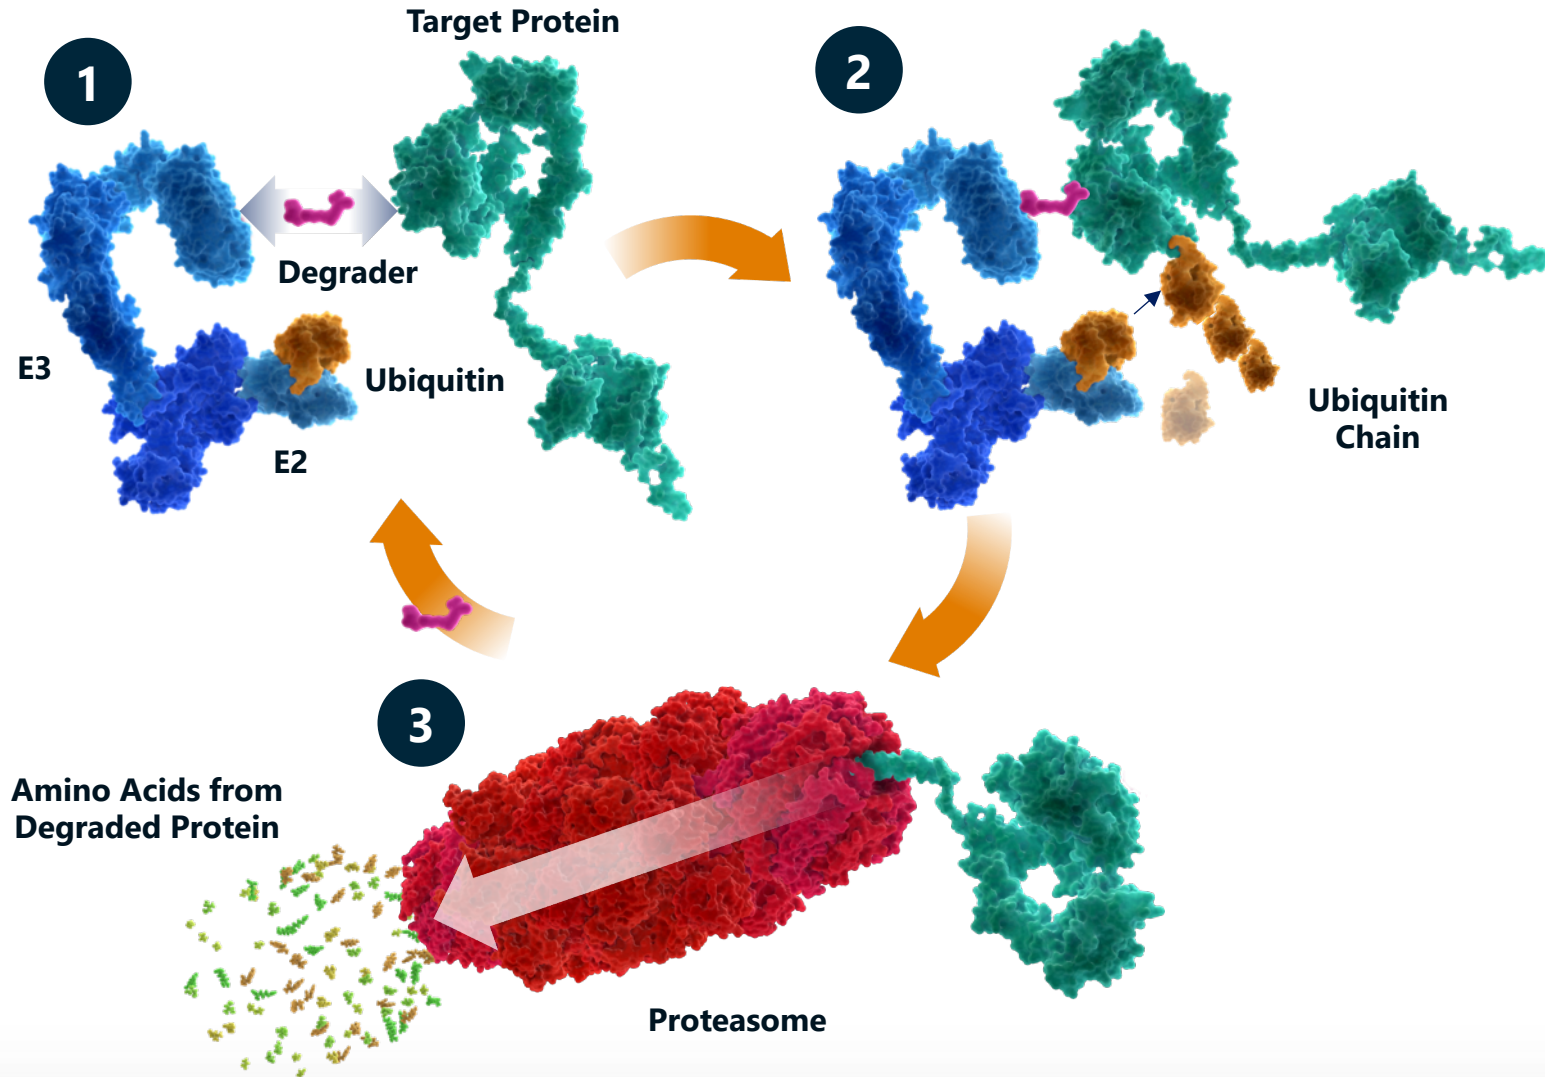 1
Target Protein
2
Degrader
E3
Ubiquitin
E2
Ubiquitin
Chain
3
Amino Acids from
Degraded Protein
Proteasome